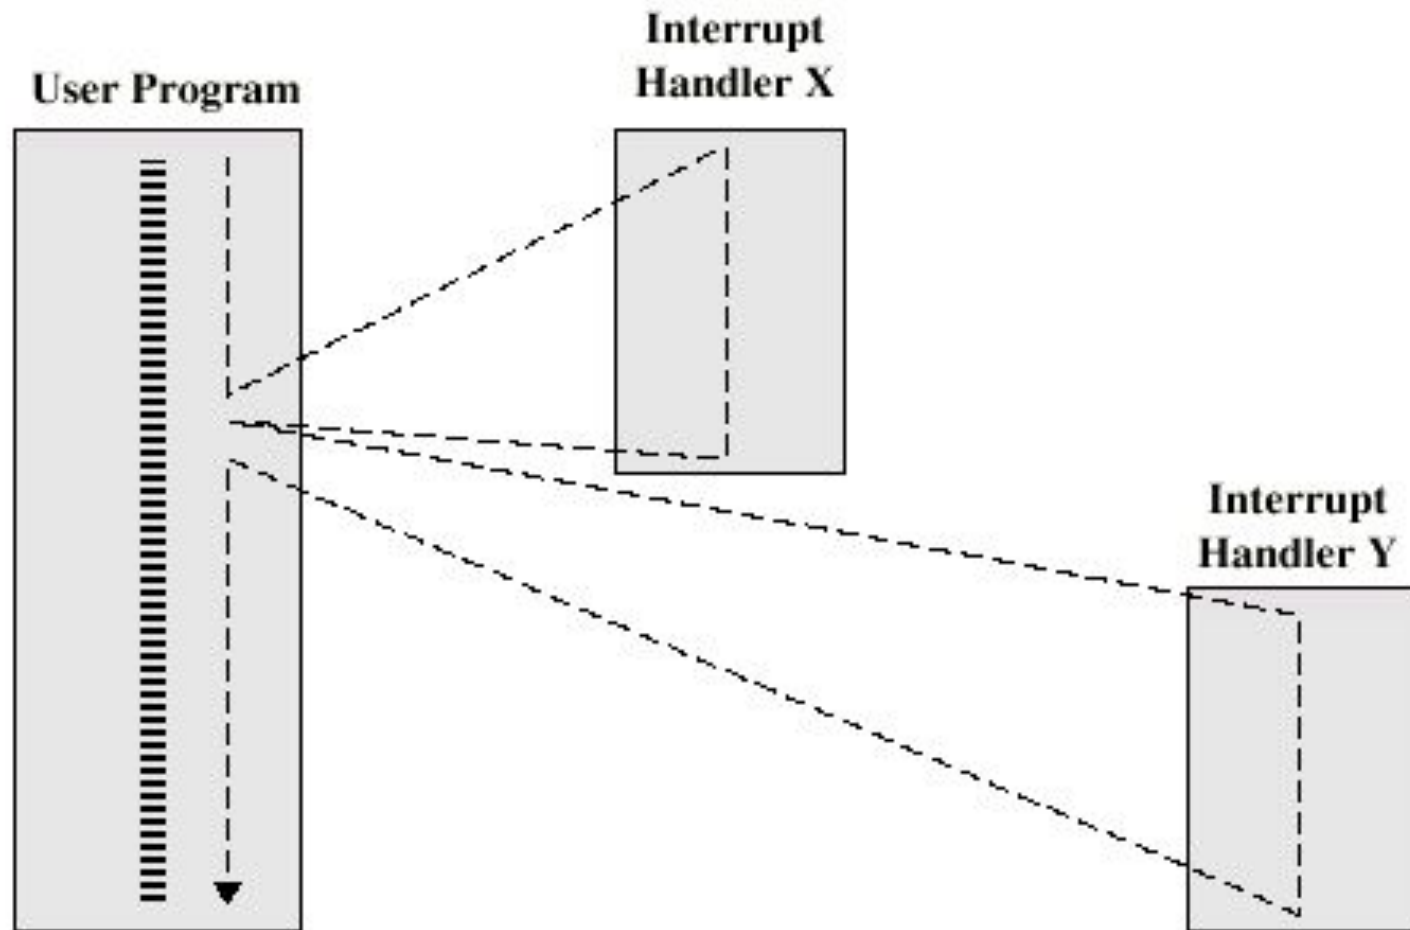 User Program
Interrupt
Handler X
Interrupt
Handler Y